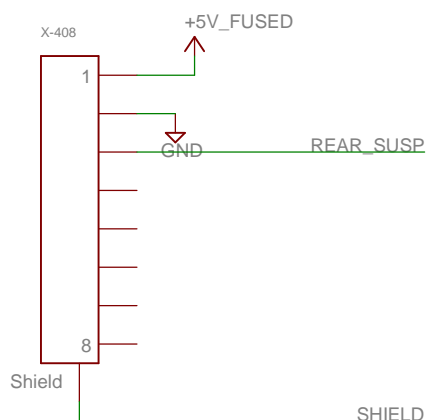 +5V_FUSED
X-408
1
GND
REAR_SUSP
8
Shield
SHIELD